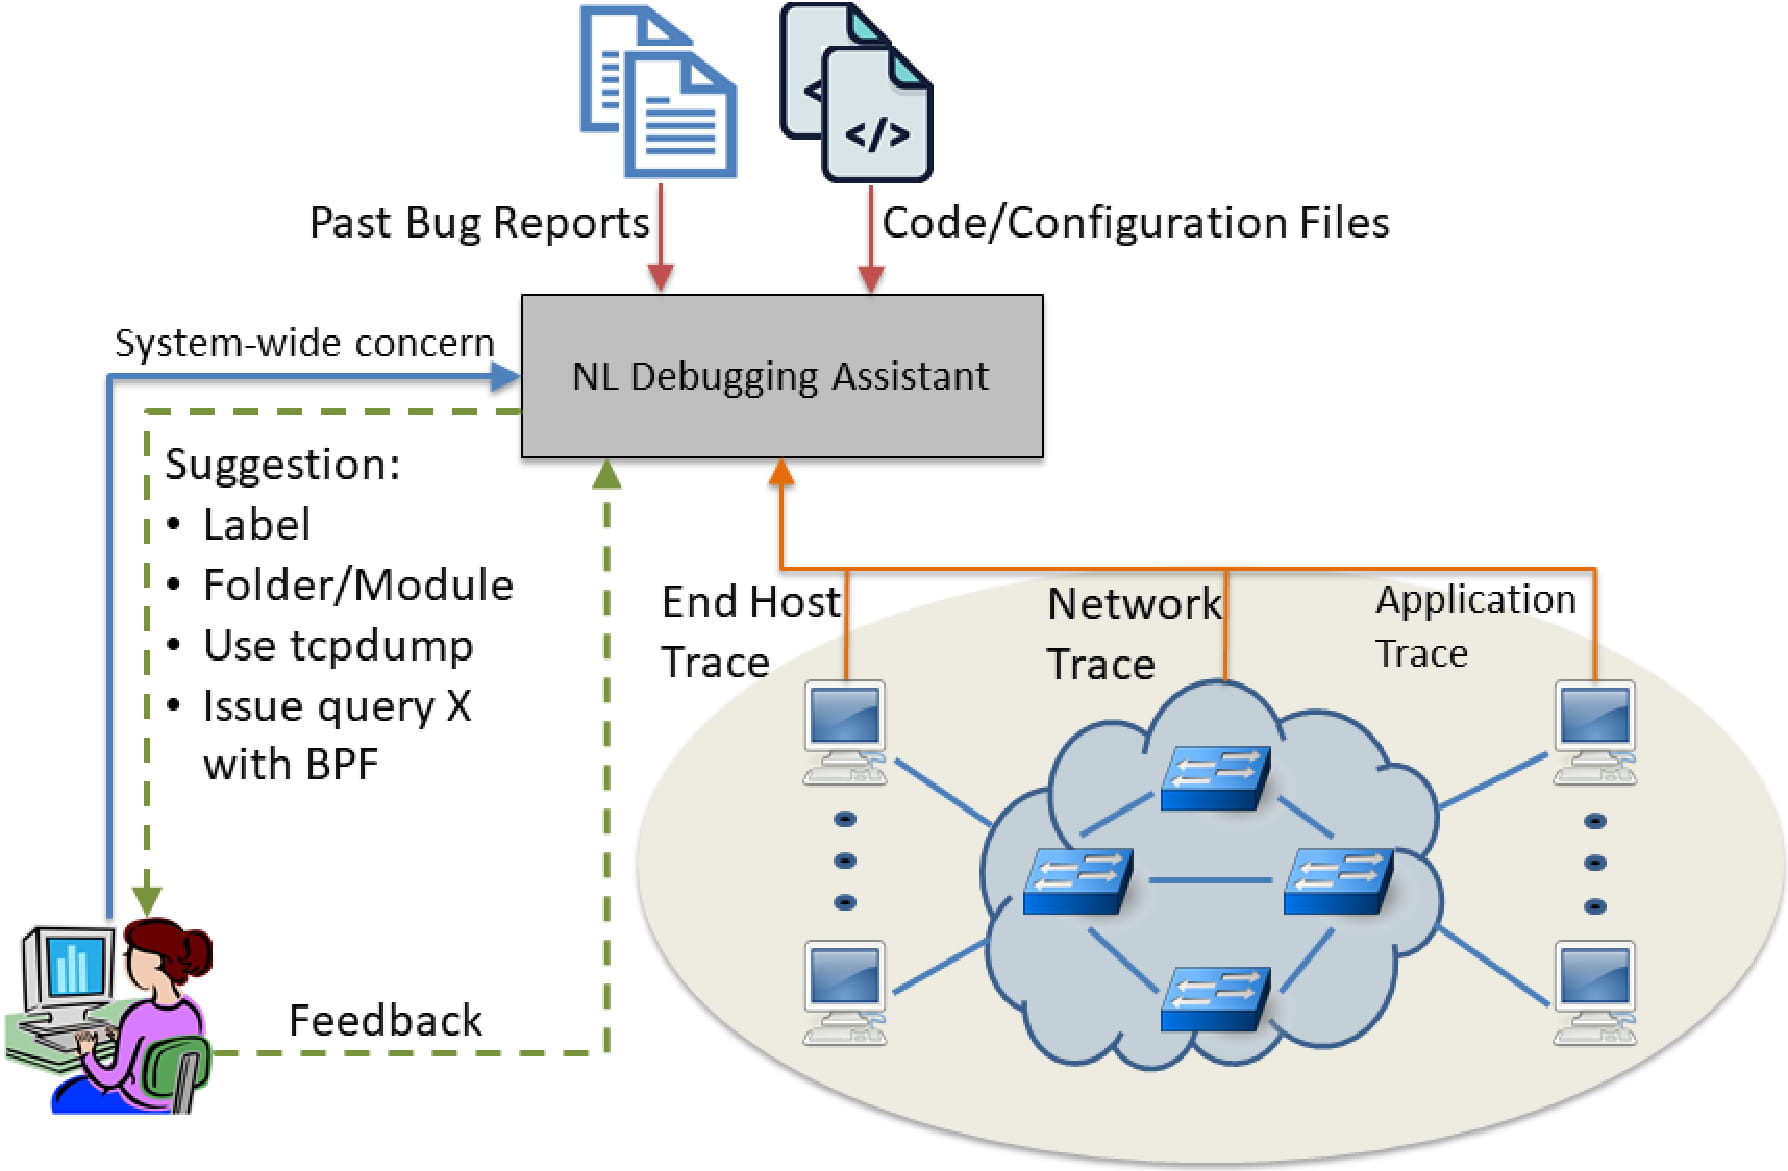 </>
Past Bug Reports
Code/Configuration Files
System-wide concern
NL Debugging Assistant
Suggestion:
• Label
• Folder/Module
• Use tcpdump
• Issue query X
with BPF
End Host
Trace
Network
Trace
Application
Trace
Feedback